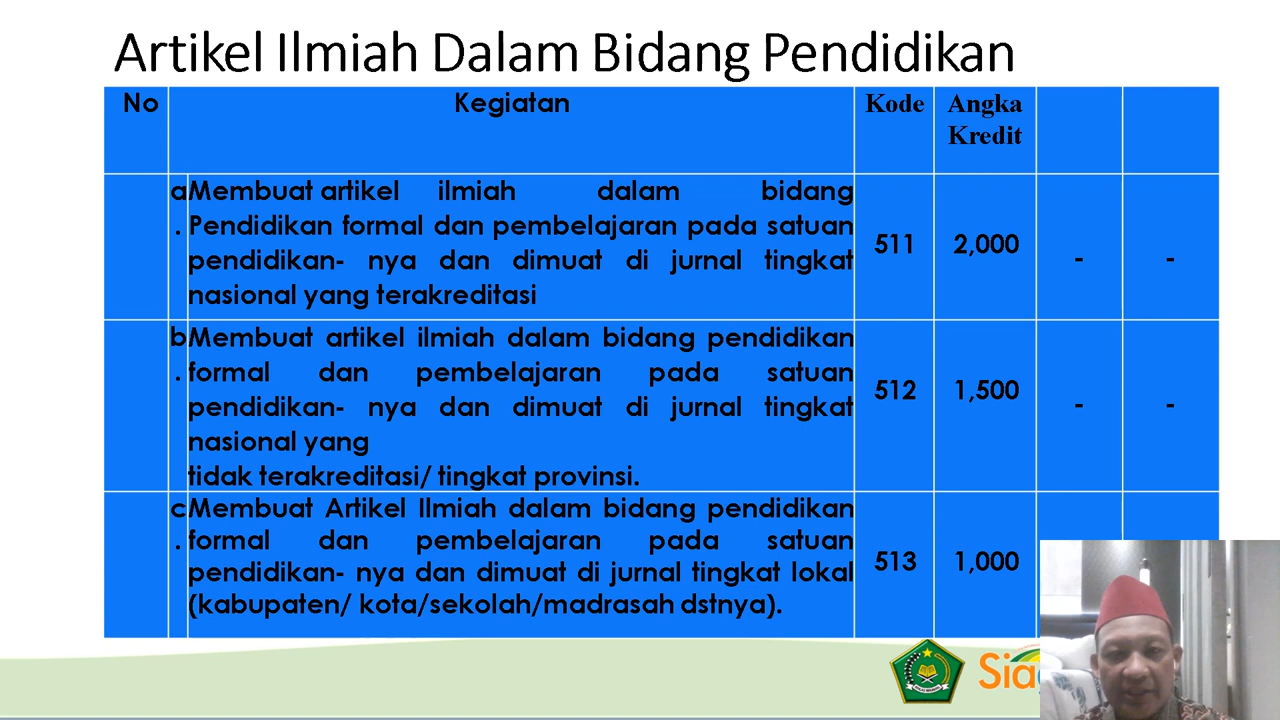 Artikel Ilmiah Dalam Bidang Pendidikan
No Kegiatan Kode Angka
Kredit
a Membuat artikel ilmiah dalam bidang
. Pendidikan formal dan pembelajaran pada satuan
pendidikan- nya dan dimuat di jurnal tingkat
nasional yang terakreditasi
511 2,000 - -
b Membuat artikel ilmiah dalam bidang pendidikan
. formal dan pembelajaran pada satuan
pendidikan- nya dan dimuat di jurnal tingkat
nasional yang
tidak terakreditasi/ tingkat provinsi.
512 1,500 - -
c Membuat Artikel Ilmiah dalam bidang pendidikan
. formal dan pembelajaran pada satuan
pendidikan- nya dan dimuat di jurnal tingkat lokal
(kabupaten/ kota/sekolah/madrasah dstnya).
513 1,000